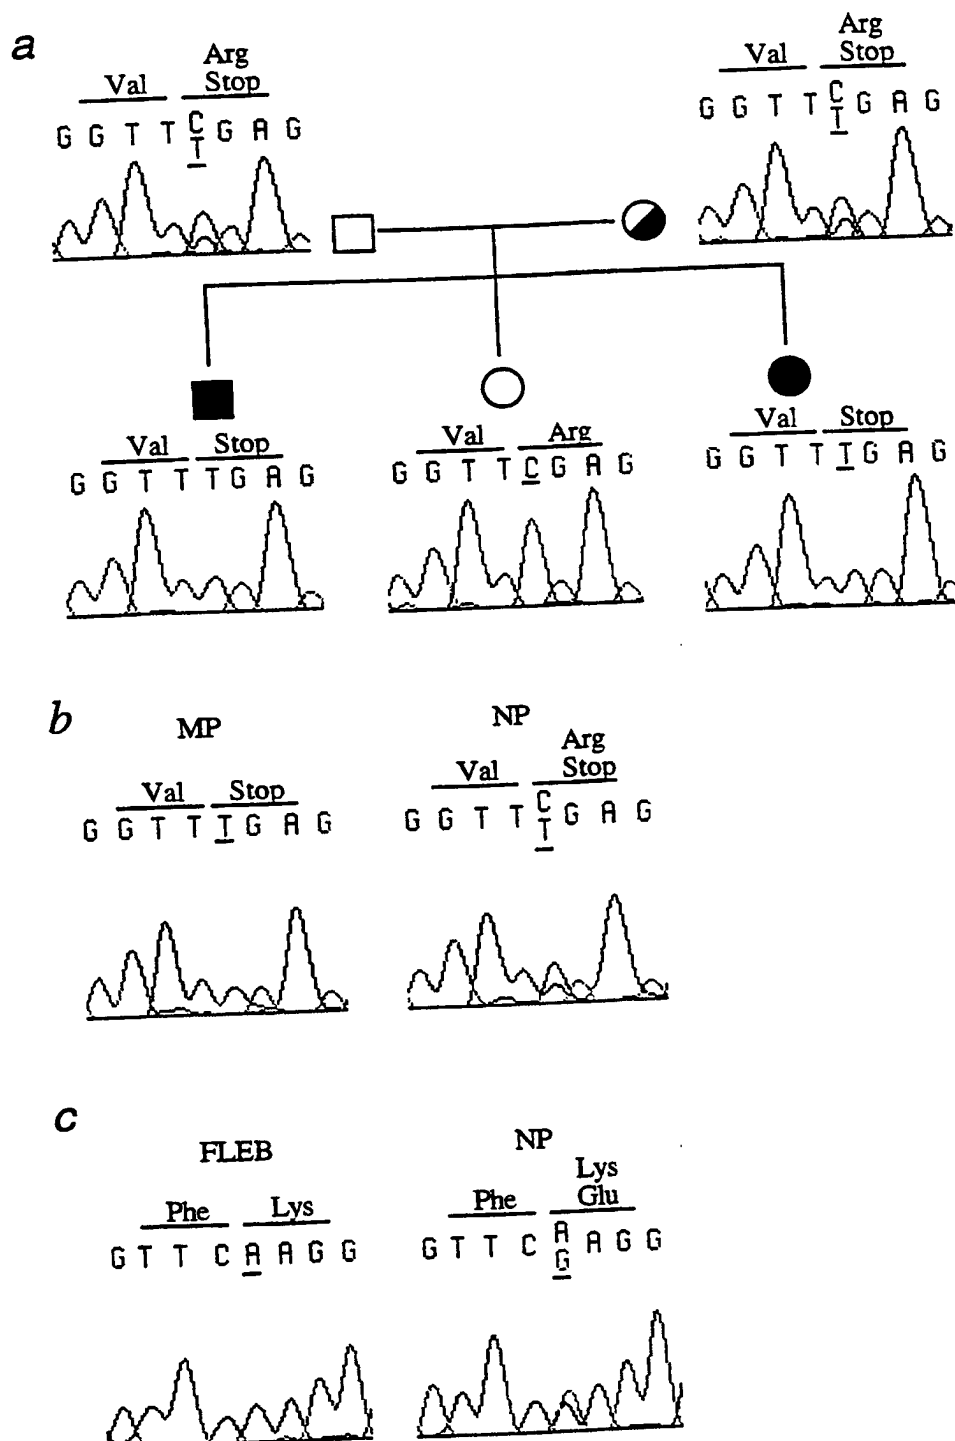 a
Arg
Stop
Val
G G T T C G A G
T
Arg
Stop
Val
G G T T C G A G
T
Val Stop
G G T T T G A G
Val Arg
G G T T C G A G
Val Stop
G G T T T G A G
b
MP
Val Stop
G G T T T G A G
NP
Arg
Stop
Val
G G T T C G A G
T
c
FLEB
Phe Lys
G T T C A A G G
NP
Lys
Glu
Phe
G T T C A A G G
G